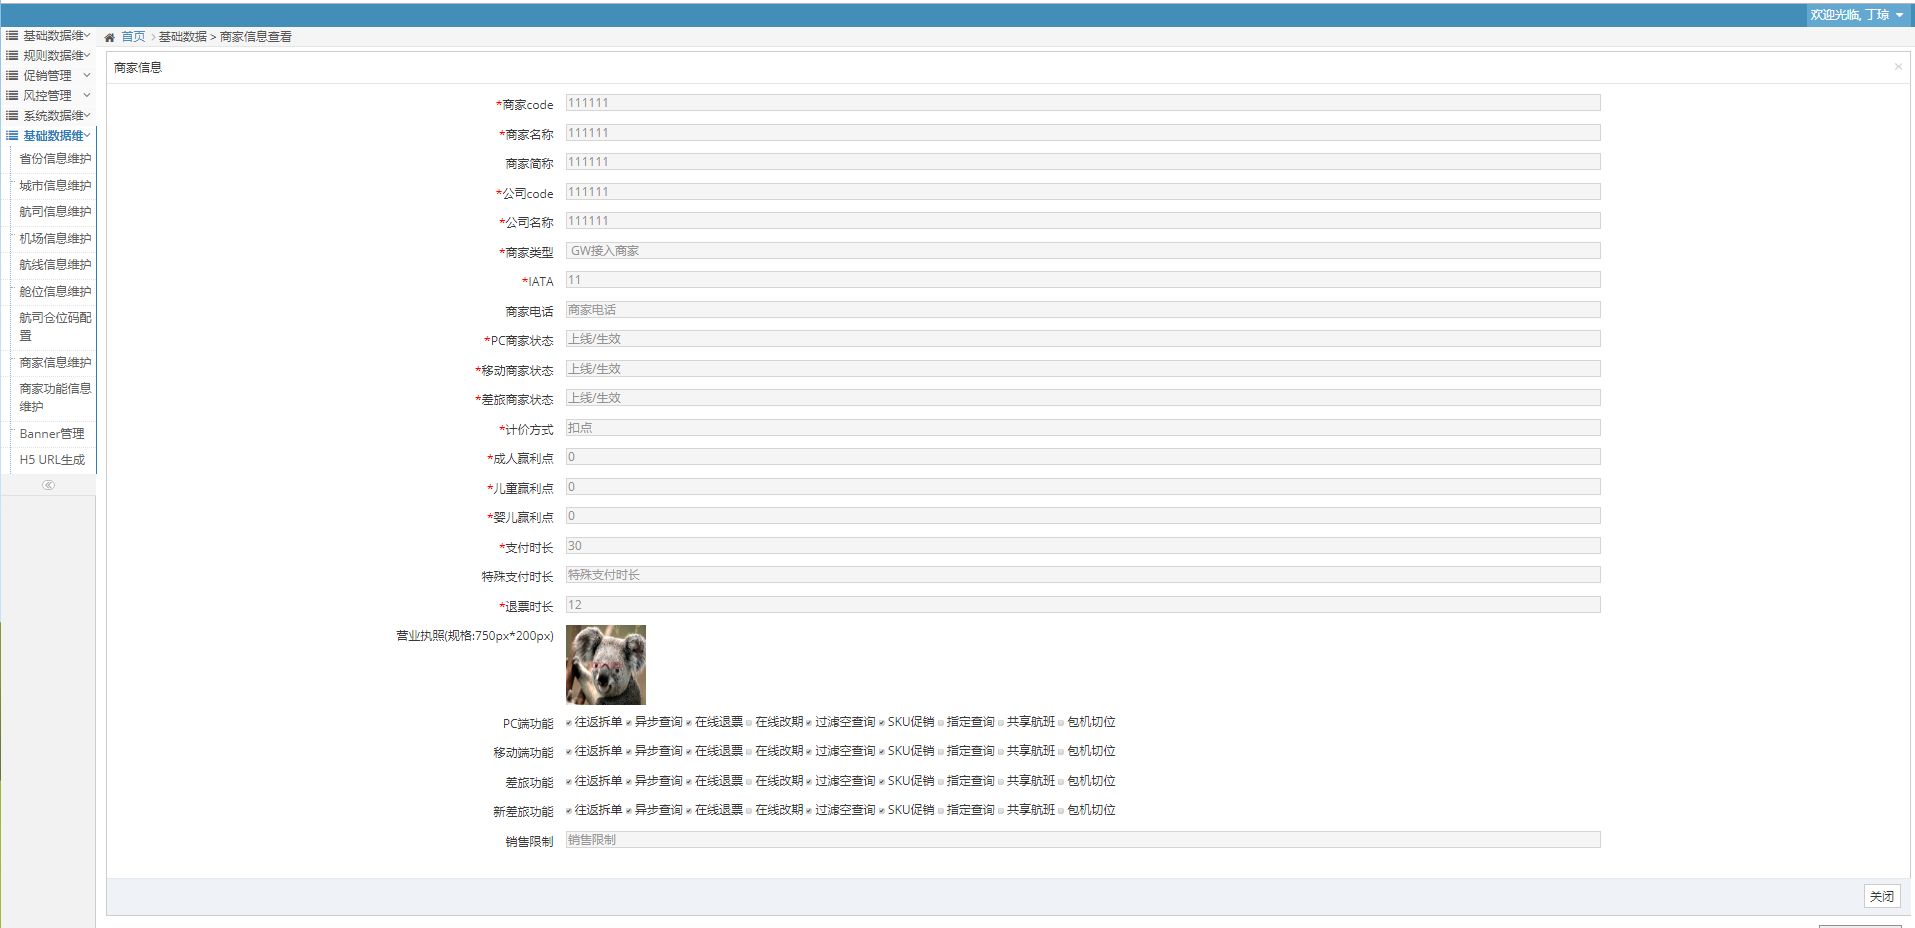 欢迎光临, 丁琼
基础数据维
规则数据维
促销管理
风控管理
系统数据维
基础数据维
省份信息维护
城市信息维护
航司信息维护
机场信息维护
航线信息维护
舱位信息维护
航司仓位码配
置
商家信息维护
商家功能信息
维护
Banner管理
H5 URL生成
首页 > 基础数据 > 商家信息查看
商家信息 ×
*商家code 111111
*商家名称 111111
商家简称 111111
*公司code 111111
*公司名称 111111
*商家类型 GW接入商家
*IATA 11
商家电话 商家电话
*PC商家状态 上线/生效
*移动商家状态 上线/生效
*差旅商家状态 上线/生效
*计价方式 扣点
*成人赢利点 0
*儿童赢利点 0
*婴儿赢利点 0
*支付时长 30
特殊支付时长 特殊支付时长
*退票时长 12
营业执照(规格:750px*200px)
PC端功能 往返拆单 异步查询 在线退票 在线改期 过滤空查询 SKU促销 指定查询 共享航班 包机切位
移动端功能 往返拆单 异步查询 在线退票 在线改期 过滤空查询 SKU促销 指定查询 共享航班 包机切位
差旅功能 往返拆单 异步查询 在线退票 在线改期 过滤空查询 SKU促销 指定查询 共享航班 包机切位
新差旅功能 往返拆单 异步查询 在线退票 在线改期 过滤空查询 SKU促销 指定查询 共享航班 包机切位
销售限制 销售限制
关闭